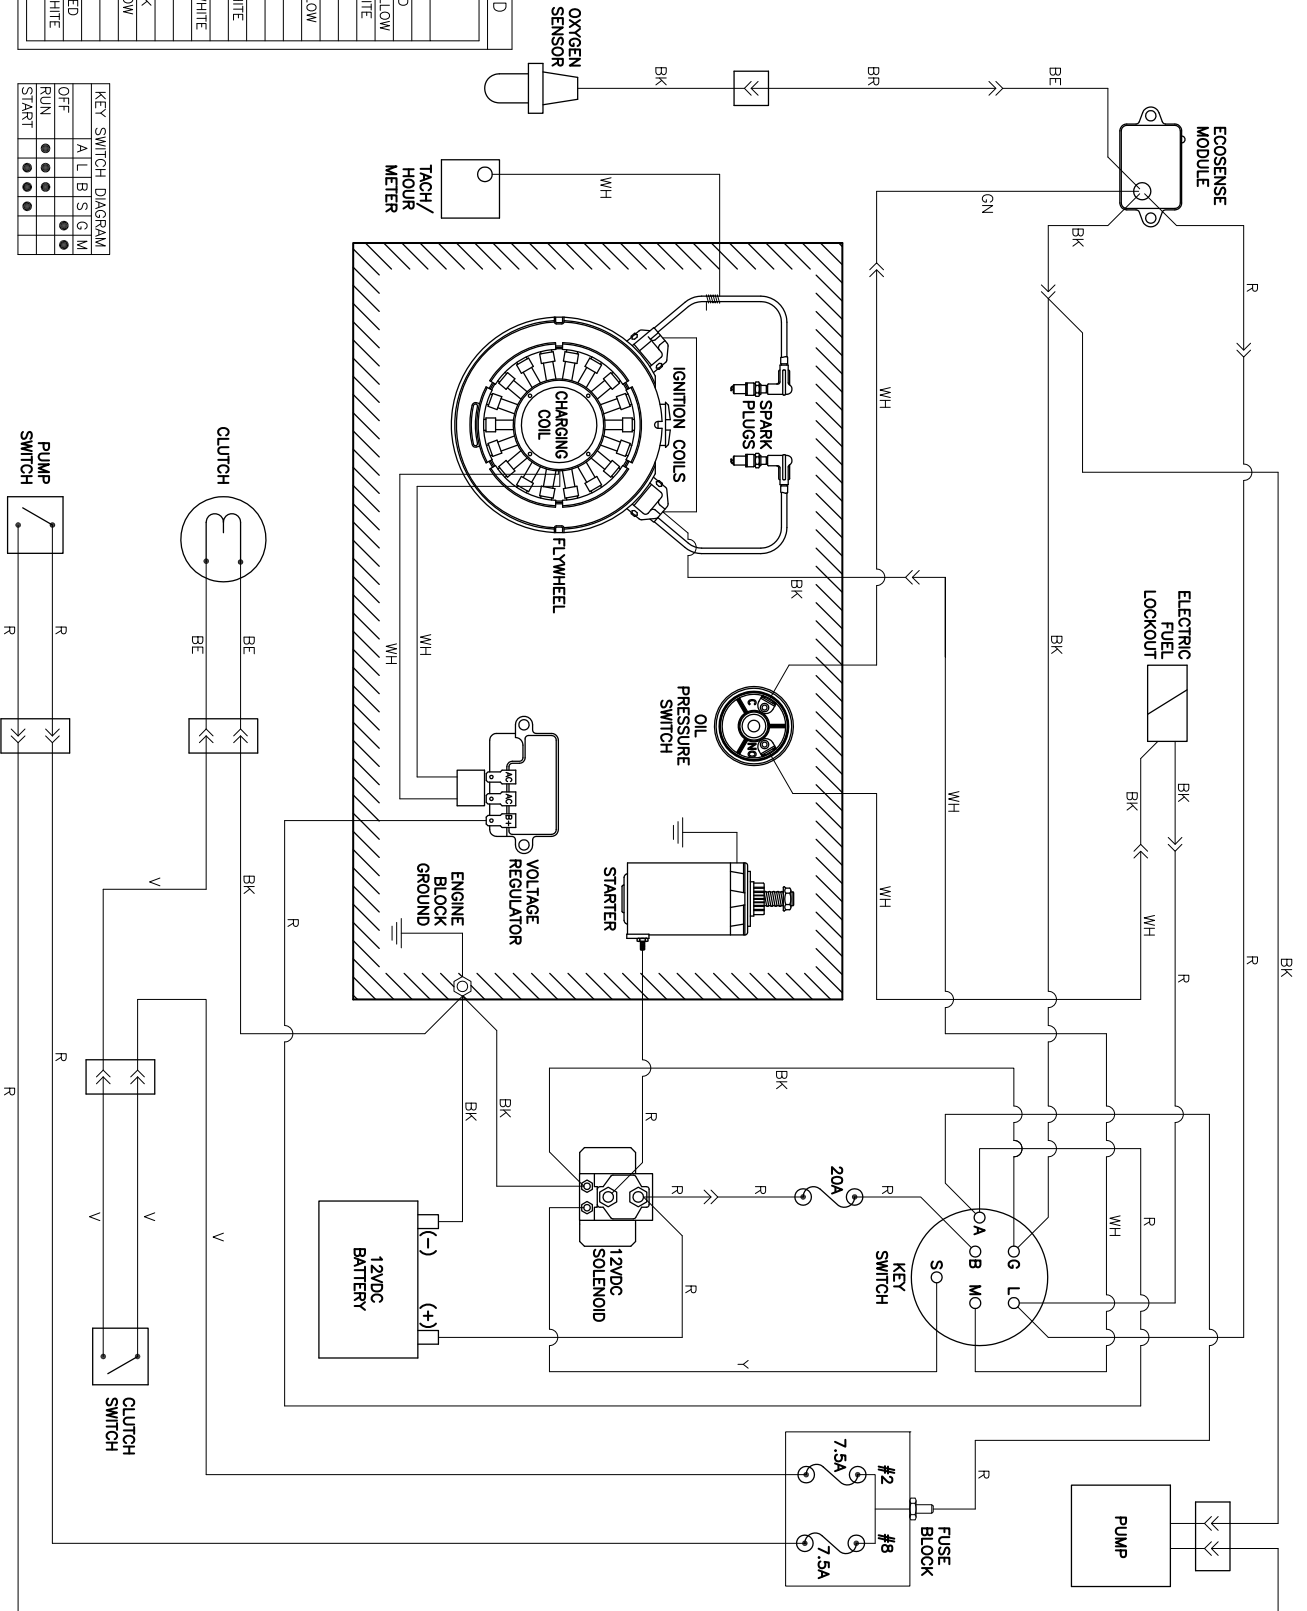 OXYGEN
SENSOR
BK
BR
BE
ECOSENSE
MODULE
TACH/
HOUR
METER
WH
GN
BK
R
KEY SWITCH DIAGRAM
A L B S G M
OFF
RUN
START
D
WHITE
WHITE
SPARK
PLUGS
IGNITION COILS
CHARGING
COIL
FLYWHEEL
WH
WH
WH
BK
BK
ELECTRIC
FUEL
LOCKOUT
BK
BK
WH
R
R
BK
OIL
PRESSURE
SWITCH
C
NO
WH
WH
STARTER
AC
AC
B+
VOLTAGE
REGULATOR
ENGINE
BLOCK
GROUND
PUMP
SWITCH
R
R
CLUTCH
BE
BE
V
BK
R
R
R
V
V
V
CLUTCH
SWITCH
BK
BK
12VDC
BATTERY
(-)
(+)
R
BK
12VDC
SOLENOID
R
R
20A
R
R
Y
KEY
SWITCH
A
B
G
L
M
S
R
WH
FUSE
BLOCK
#2
7.5A
#8
7.5A
R
PUMP